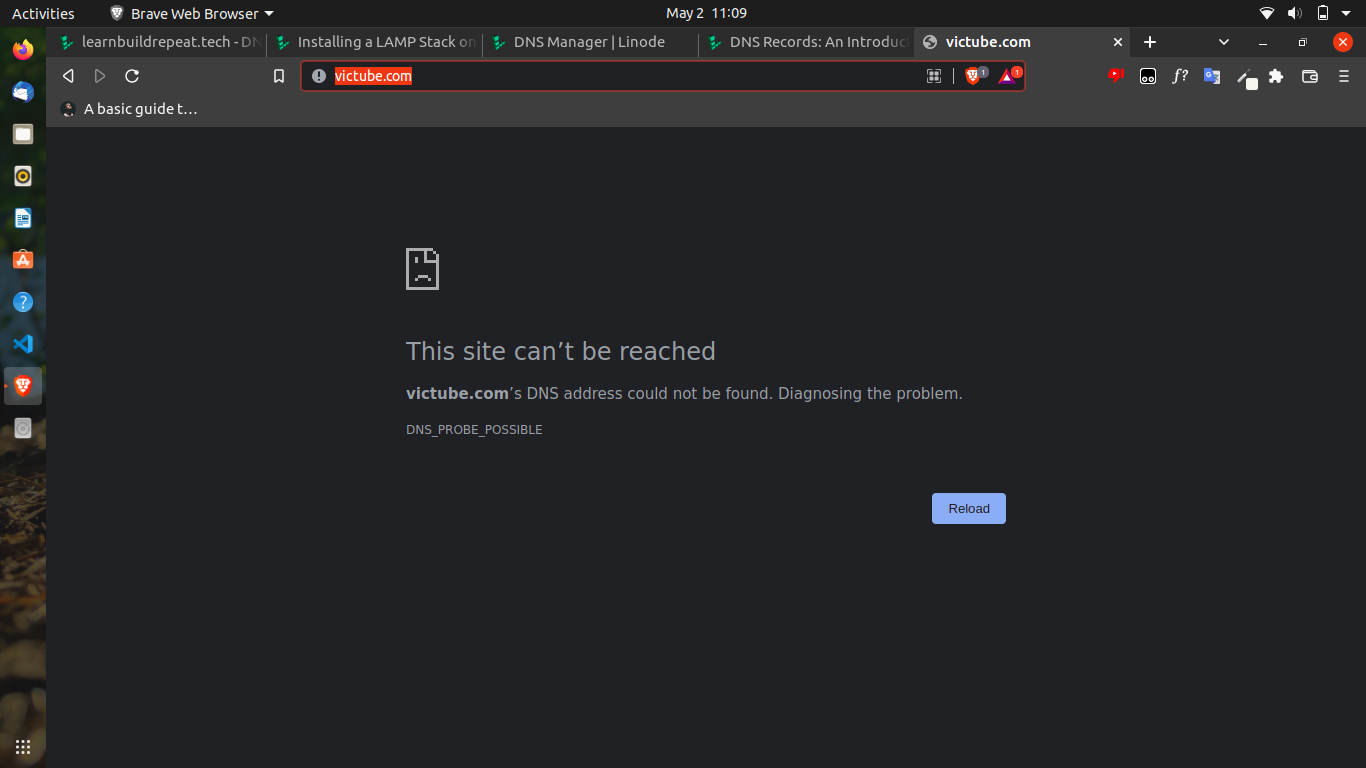 Activities
Brave Web Browser
May 2 11:09
learnbuildrepeat.tech - DN
Installing a LAMP Stack on
DNS Manager | Linode
DNS Records: An Introduct
victube.com
victube.com
1
1
f?
A basic guide t…
This site can’t be reached
victube.com’s DNS address could not be found. Diagnosing the problem.
DNS_PROBE_POSSIBLE
Reload